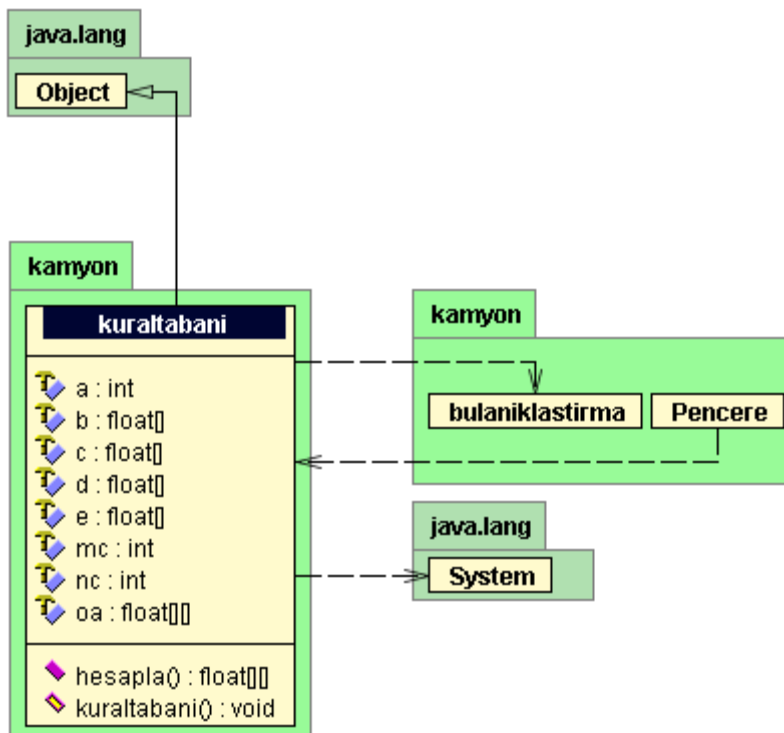 java.lang
Object
kamyon
kuraltabani
a : int
b : float[]
c : float[]
d : float[]
e : float[]
mc : int
nc : int
oa : float[][]
hesapla() : float[][]
kuraltabani() : void
kamyon
bulaniklastirma Pencere
java.lang
System